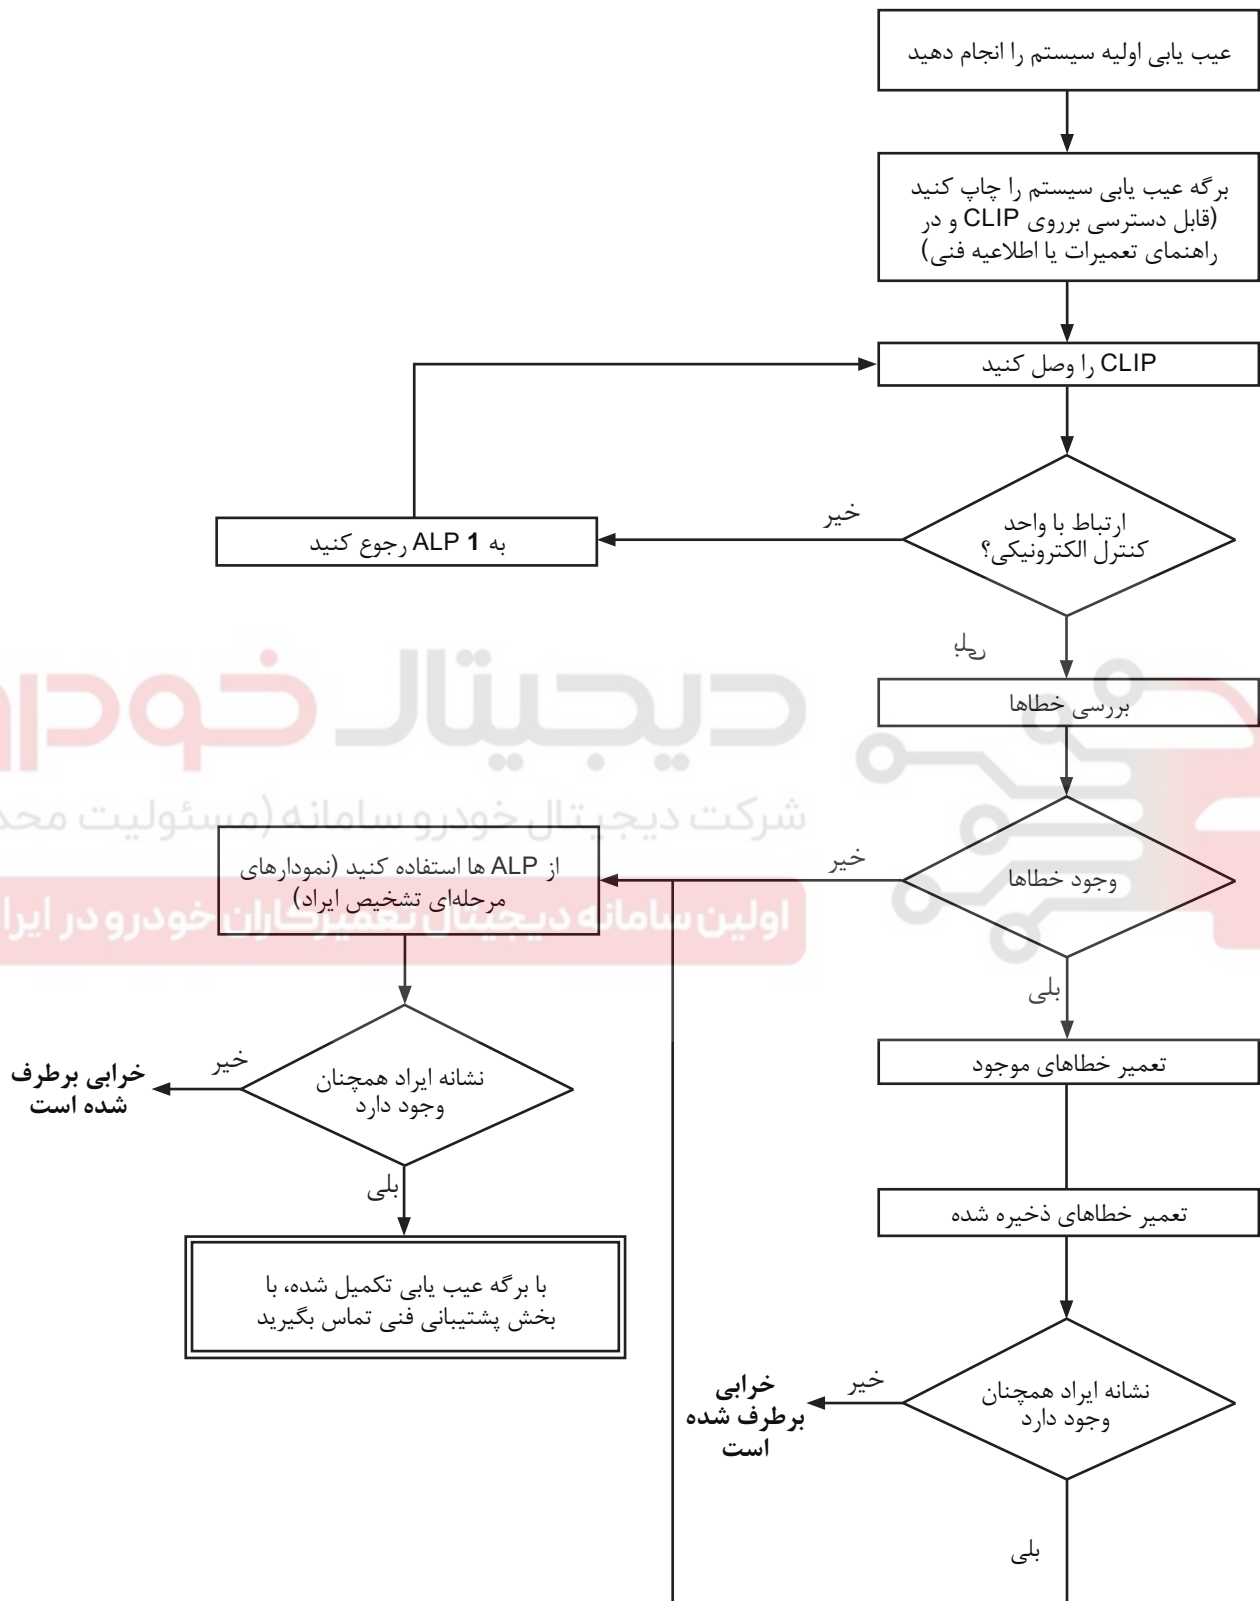 عیب یابی اولیه سیستم را انجام دهید
برگه عیب یابی سیستم را چاپ کنید
(قابل دسترسی برروی CLIP و در
راهنمای تعمیرات یا اطلاعیه فنی)
CLIP را وصل کنید
ارتباط با واحد
کنترل الکترونیکی؟
خیر
به ALP 1 رجوع کنید
بلی
بررسی خطاها
دیجیتال خودرو
شرکت دیجیتال خودرو سامانه (مسئولیت
اولین سامانه دیجیتال تعمیرکاران خودرو در
وجود خطاها
خیر
از ALP ها استفاده کنید (نمودارهای
مرحله‌ای تشخیص ایراد)
بلی
تعمیر خطاهای موجود
نشانه ایراد همچنان
وجود دارد
خیر
خرابی برطرف
شده است
بلی
با برگه عیب یابی تکمیل شده، با
بخش پشتیبانی فنی تماس بگیرید
تعمیر خطاهای ذخیره شده
نشانه ایراد همچنان
وجود دارد
خیر
خرابی
برطرف شده
است
بلی